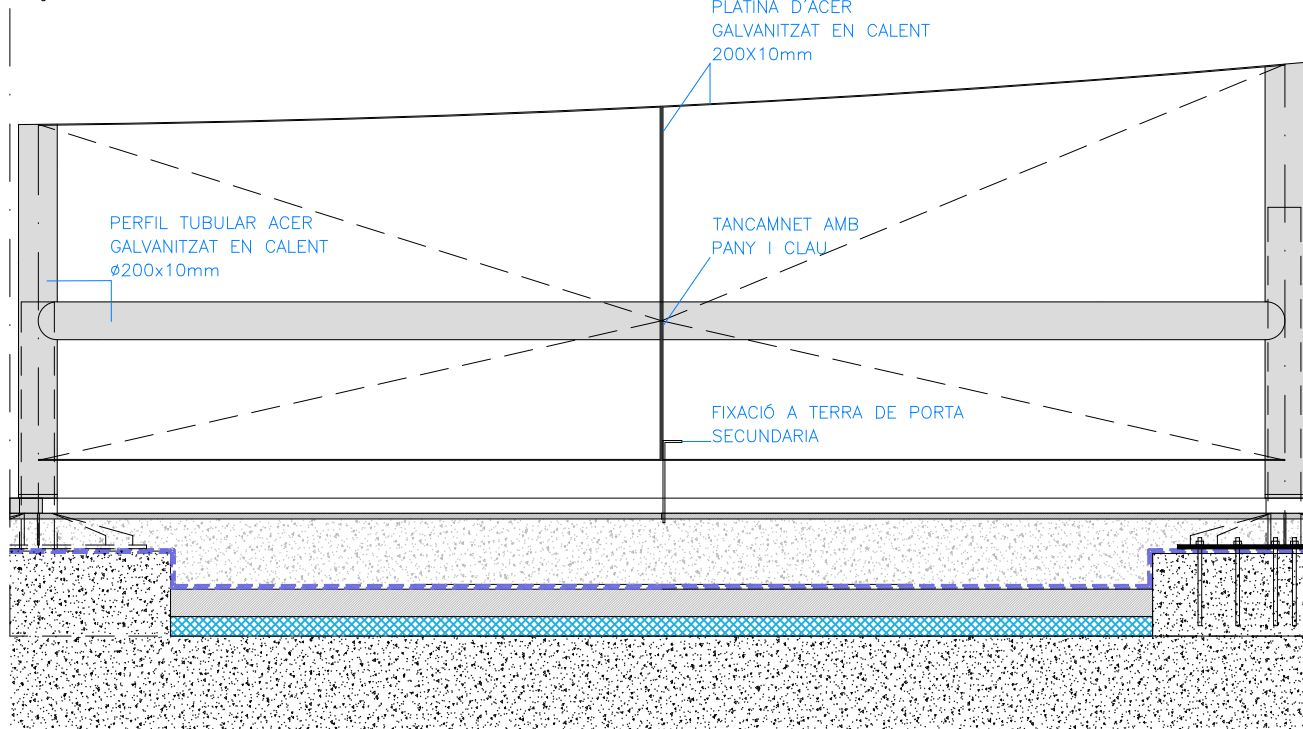 PLATINA D'ACER
GALVANITZAT EN CALENT
200X10mm
PERFIL TUBULAR ACER
GALVANITZAT EN CALENT
ø200x10mm
TANCAMNET AMB
PANY I CLAU
FIXACIÓ A TERRA DE PORTA
SECUNDARIA